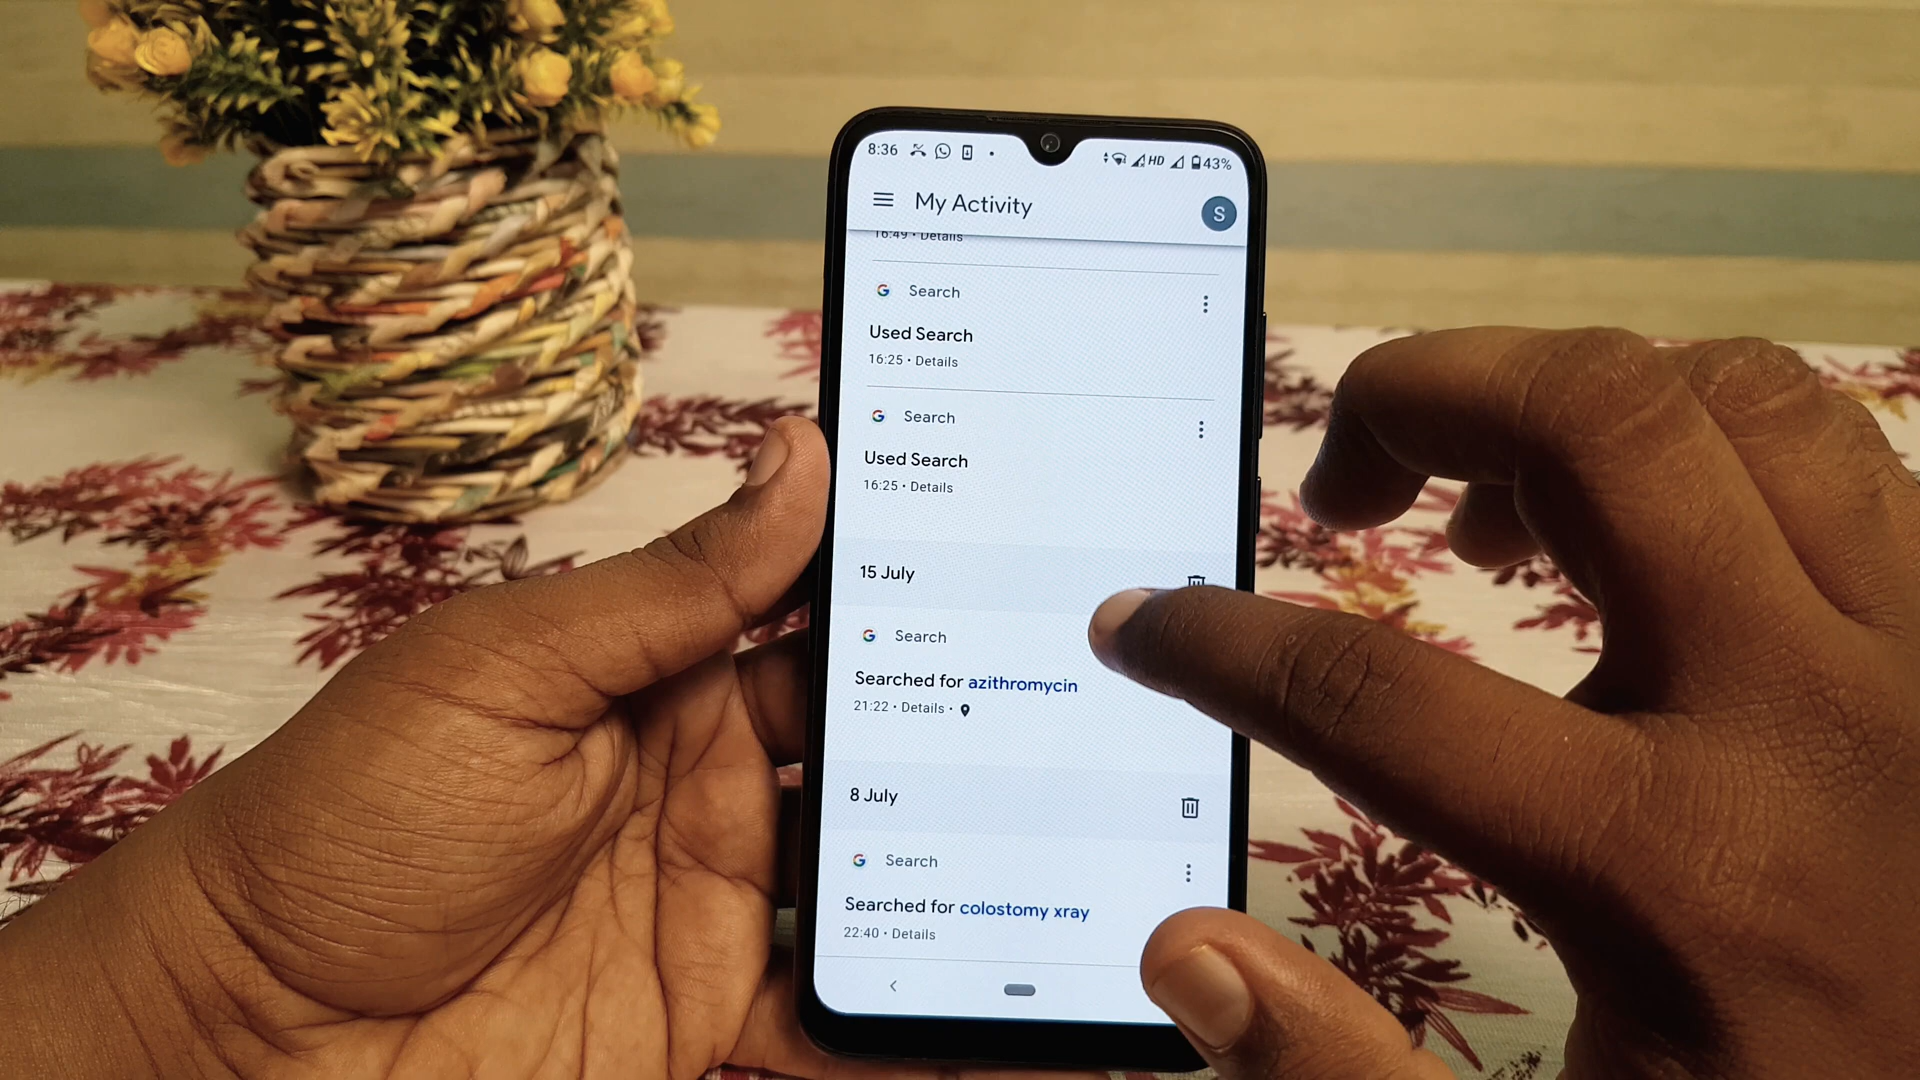 8:36 HD 43%
My Activity S
16:49 • Details
Search
Used Search
16:25 • Details
Search
Used Search
16:25 • Details
15 July
Search
Searched for azithromycin
21:22 • Details •
8 July
Search
Searched for colostomy xray
22:40 • Details